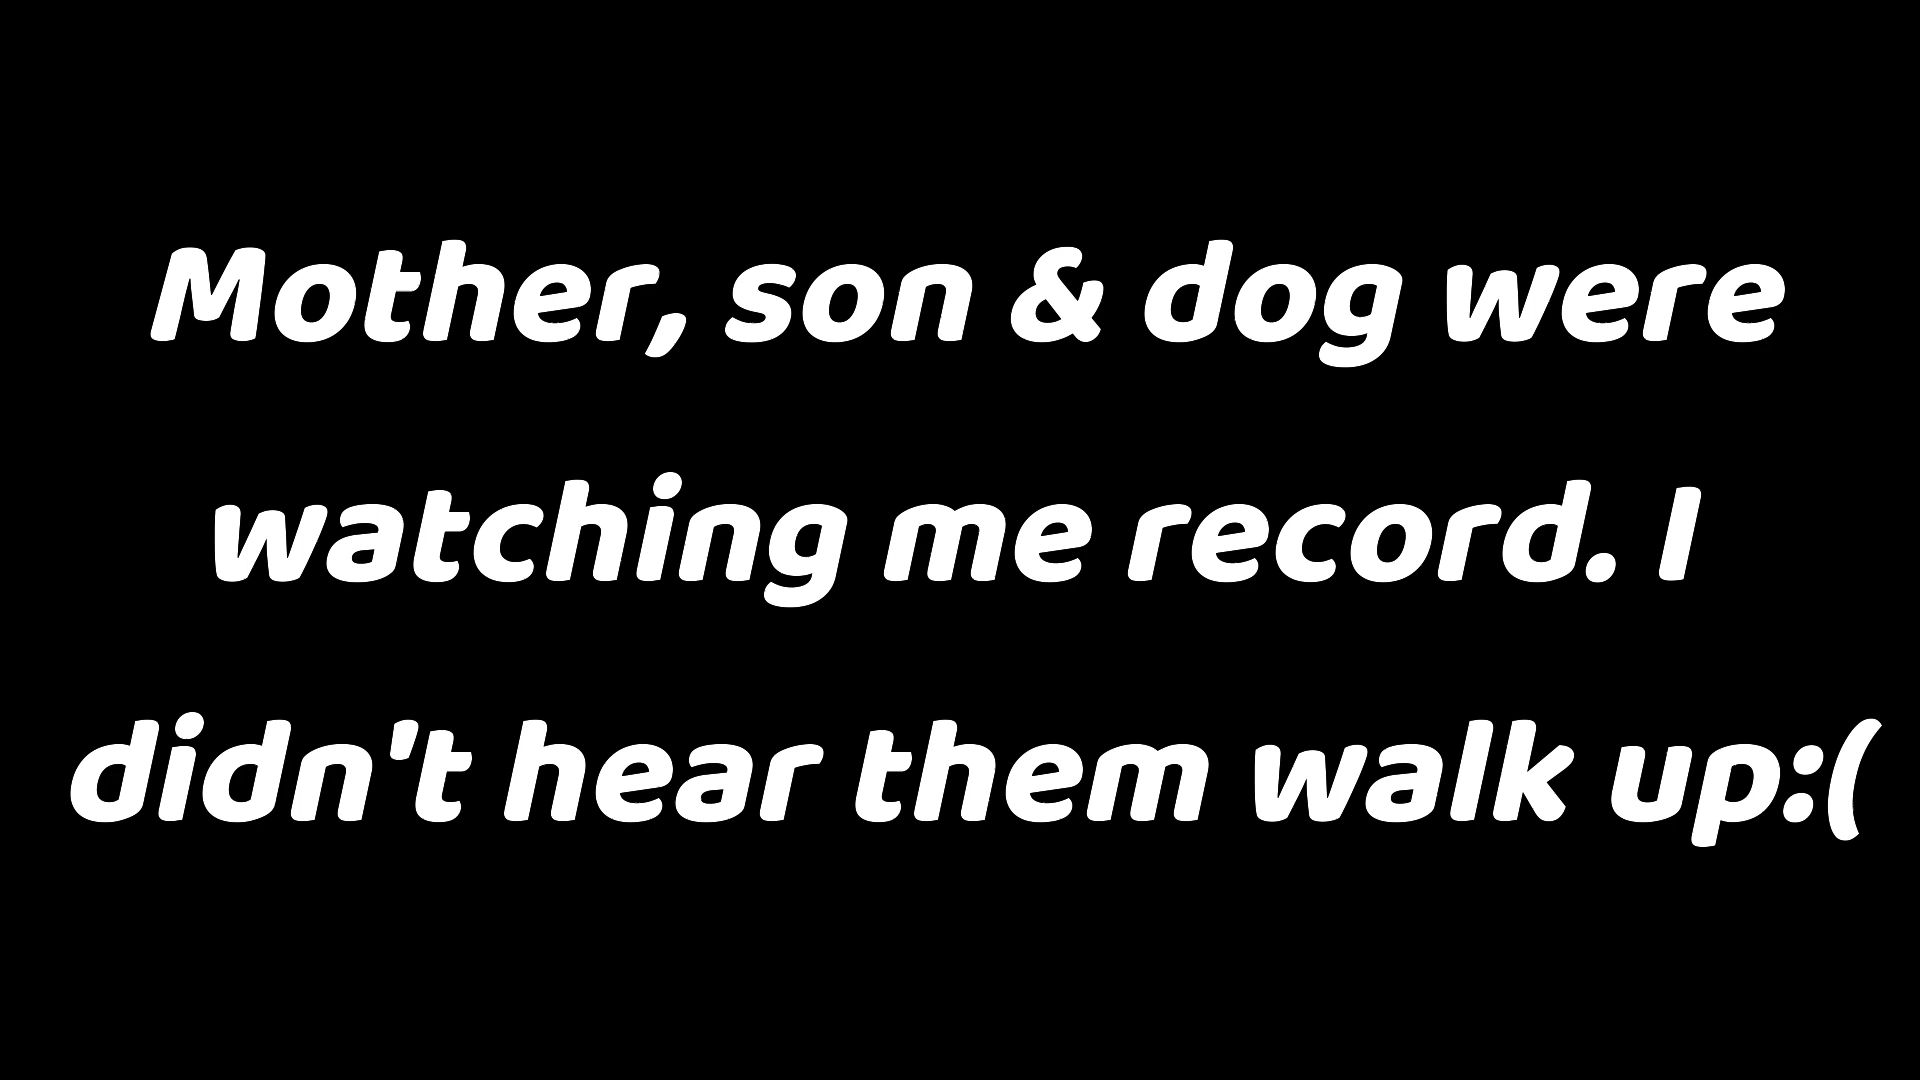 Mother, son & dog were
watching me record. I
didn't hear them walk up:(